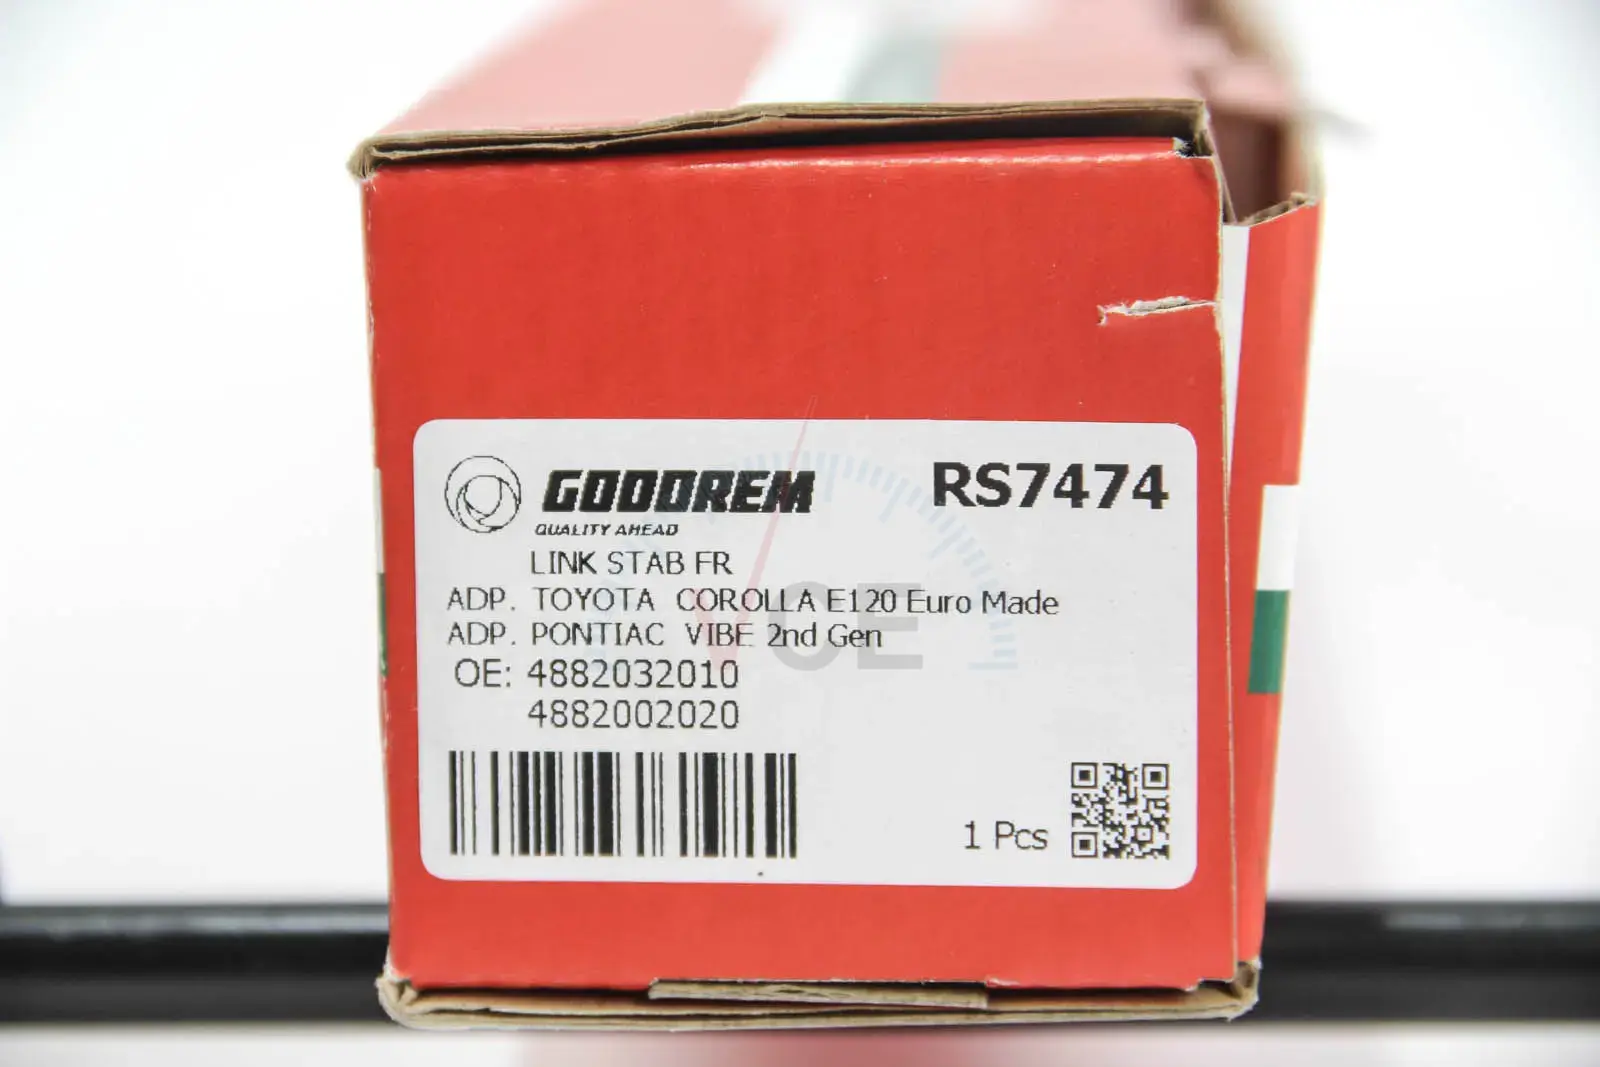 GOODREM
RS7474
QUALITY AHEAD
LINK STAB FR
ADP. TOYOTA COROLLA E120 Euro Made
ADP. PONTIAC VIBE 2nd Gen
OE: 4882032010
4882002020
1 Pcs
VOE